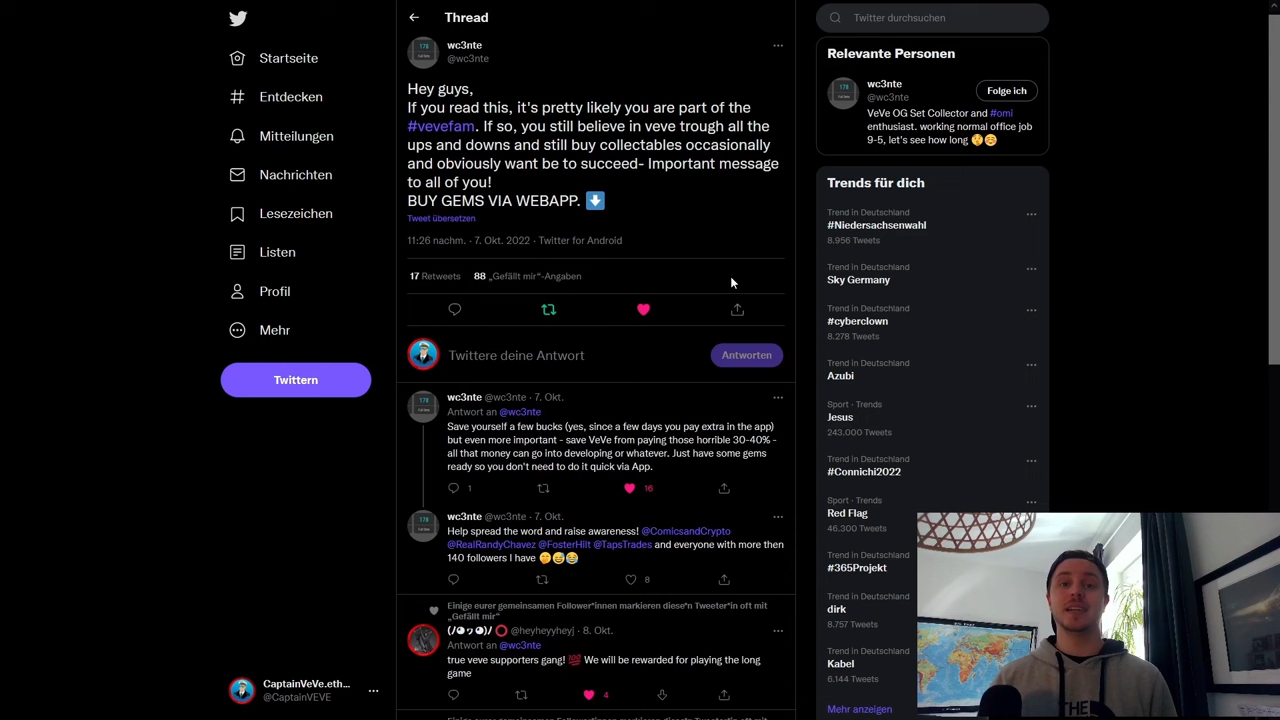 Startseite
Entdecken
Mitteilungen
Nachrichten
Lesezeichen
Listen
Profil
Mehr
Twittern
CaptainVeVe.eth...
@CaptainVEVE
Thread
wc3nte
@wc3nte
Hey guys,
If you read this, it's pretty likely you are part of the
#vevefam. If so, you still believe in veve trough all the
ups and downs and still buy collectables occasionally
and obviously want be to succeed- Important message
to all of you!
BUY GEMS VIA WEBAPP.
Tweet übersetzen
11:26 nachm. · 7. Okt. 2022 · Twitter for Android
17 Retweets 88 „Gefällt mir“-Angaben
Twittere deine Antwort
Antworten
wc3nte @wc3nte · 7. Okt.
Antwort an @wc3nte
Save yourself a few bucks (yes, since a few days you pay extra in the app)
but even more important - save VeVe from paying those horrible 30-40% -
all that money can go into developing or whatever. Just have some gems
ready so you don't need to do it quick via App.
1 16
wc3nte @wc3nte · 7. Okt.
Help spread the word and raise awareness! @ComicsandCrypto
@RealRandyChavez @FosterHilt @TapsTrades and everyone with more then
140 followers I have
8
Einige eurer gemeinsamen Follower*innen markieren diese*n Tweeter*in oft mit
„Gefällt mir“
@heyheyyheyj · 8. Okt.
Antwort an @wc3nte
true veve supporters gang! 💯 We will be rewarded for playing the long
game
4
Twitter durchsuchen
Relevante Personen
wc3nte
@wc3nte
Folge ich
VeVe OG Set Collector and #omi
enthusiast. working normal office job
9-5, let's see how long
Trends für dich
Trend in Deutschland
#Niedersachsenwahl
8.956 Tweets
Trend in Deutschland
Sky Germany
Trend in Deutschland
#cyberclown
8.278 Tweets
Trend in Deutschland
Azubi
Sport · Trends
Jesus
243.000 Tweets
Trend in Deutschland
#Connichi2022
Sport · Trends
Red Flag
46.300 Tweets
Trend in Deutschland
#365Projekt
Trend in Deutschland
dirk
8.757 Tweets
Trend in Deutschland
Kabel
6.144 Tweets
Mehr anzeigen
THE